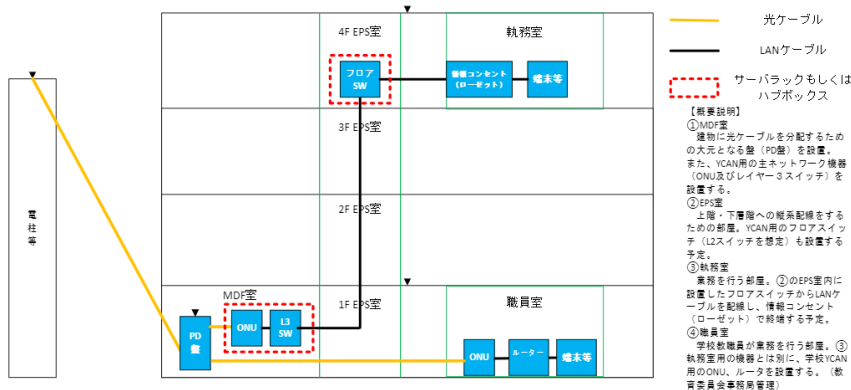 4F EPS室
執務室
フロア
SW
情報コンセント
(ローゼット)
端末等
3F EPS室
2F EPS室
電柱等
MDF室
1F EPS室
職員室
PD
盤
ONU
L3
SW
ONU
ルーター
端末等
光ケーブル
LANケーブル
サーバラックもしくは
ハブボックス
【概要説明】
①MDF室
建物に光ケーブルを分配するため
の大元となる盤（PD盤）を設置。
また、YCAN用の主ネットワーク機器
（ONU及びレイヤー３スイッチ）を
設置する。
②EPS室
上階・下層階への縦系配線をする
ための部屋。YCAN用のフロアスイッ
チ（L2スイッチを想定）も設置する
予定。
③執務室
業務を行う部屋。②のEPS室内に
設置したフロアスイッチからLANケ
ーブルを配線し、情報コンセント
（ローゼット）で終端する予定。
④職員室
学校教職員が業務を行う部屋。③
執務室用の機器とは別に、学校YCAN
用のONU、ルータを設置する。（教
育委員会事務局管理）